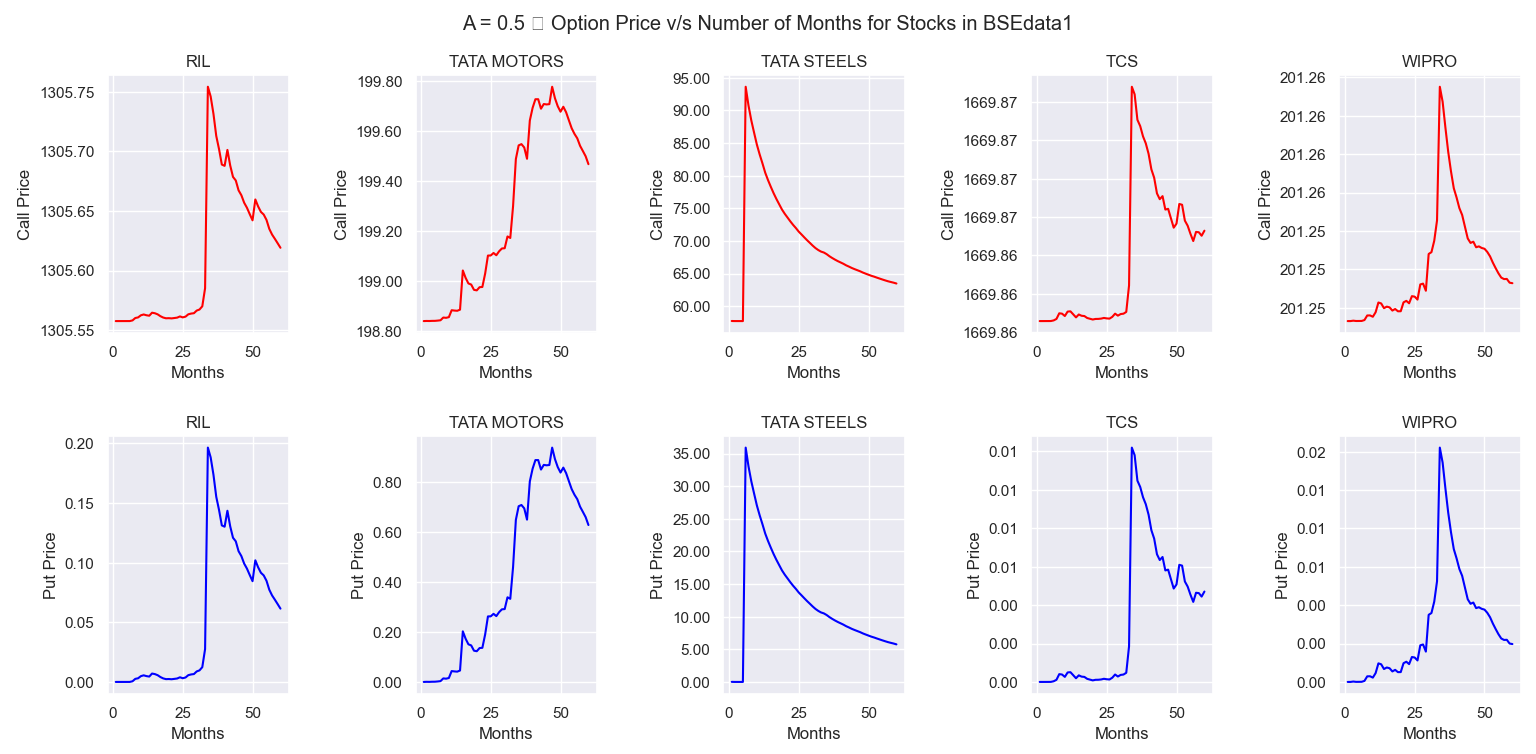 A = 0.5 Option Price v/s Number of Months for Stocks in BSEdata1
RIL
TATA MOTORS
TATA STEELS
TCS
WIPRO
Call Price
1305.75
1305.70
1305.65
1305.60
1305.55
0 25 50
Months
Call Price
199.80
199.60
199.40
199.20
199.00
198.80
0 25 50
Months
Call Price
95.00
90.00
85.00
80.00
75.00
70.00
65.00
60.00
0 25 50
Months
Call Price
1669.87
1669.87
1669.87
1669.87
1669.86
1669.86
1669.86
0 25 50
Months
Call Price
201.26
201.26
201.26
201.26
201.25
201.25
201.25
0 25 50
Months
RIL
TATA MOTORS
TATA STEELS
TCS
WIPRO
Put Price
0.20
0.15
0.10
0.05
0.00
0 25 50
Months
Put Price
0.80
0.60
0.40
0.20
0.00
0 25 50
Months
Put Price
35.00
30.00
25.00
20.00
15.00
10.00
5.00
0.00
0 25 50
Months
Put Price
0.01
0.01
0.01
0.01
0.00
0.00
0.00
0 25 50
Months
Put Price
0.02
0.01
0.01
0.01
0.01
0.00
0.00
0 25 50
Months